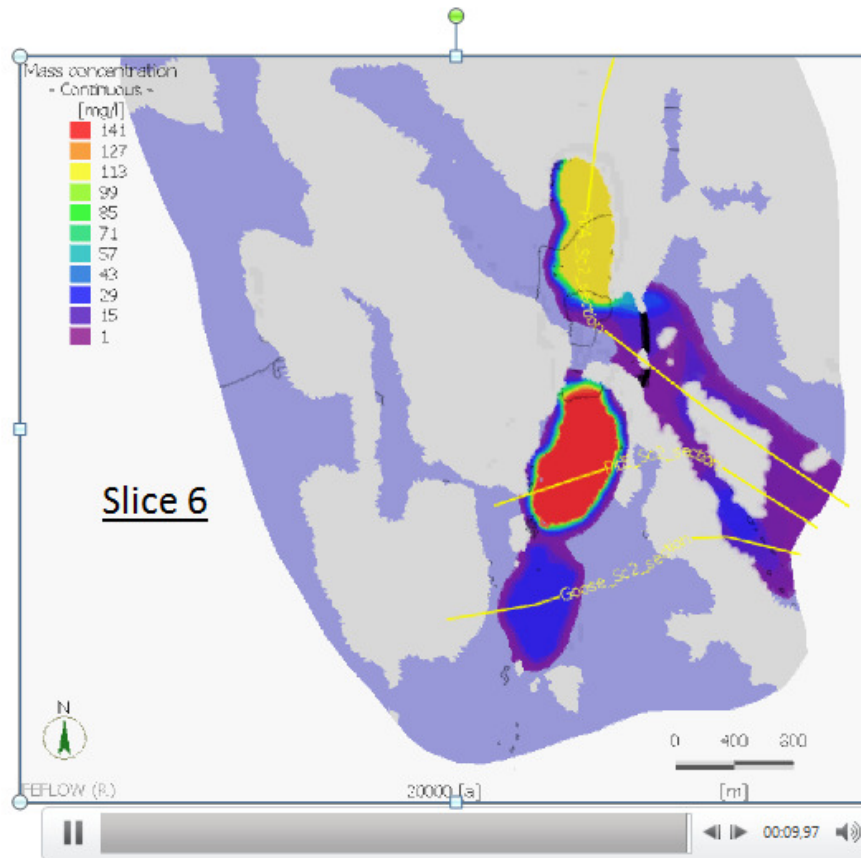 Mass concentration
- Continuous -
[mg/l]
141
127
113
99
85
71
57
43
29
15
1
Slice 6
Goose_Sc2_section
N
0 400 800
FEFLOW (R)
20000 [a]
[m]
00:09,97